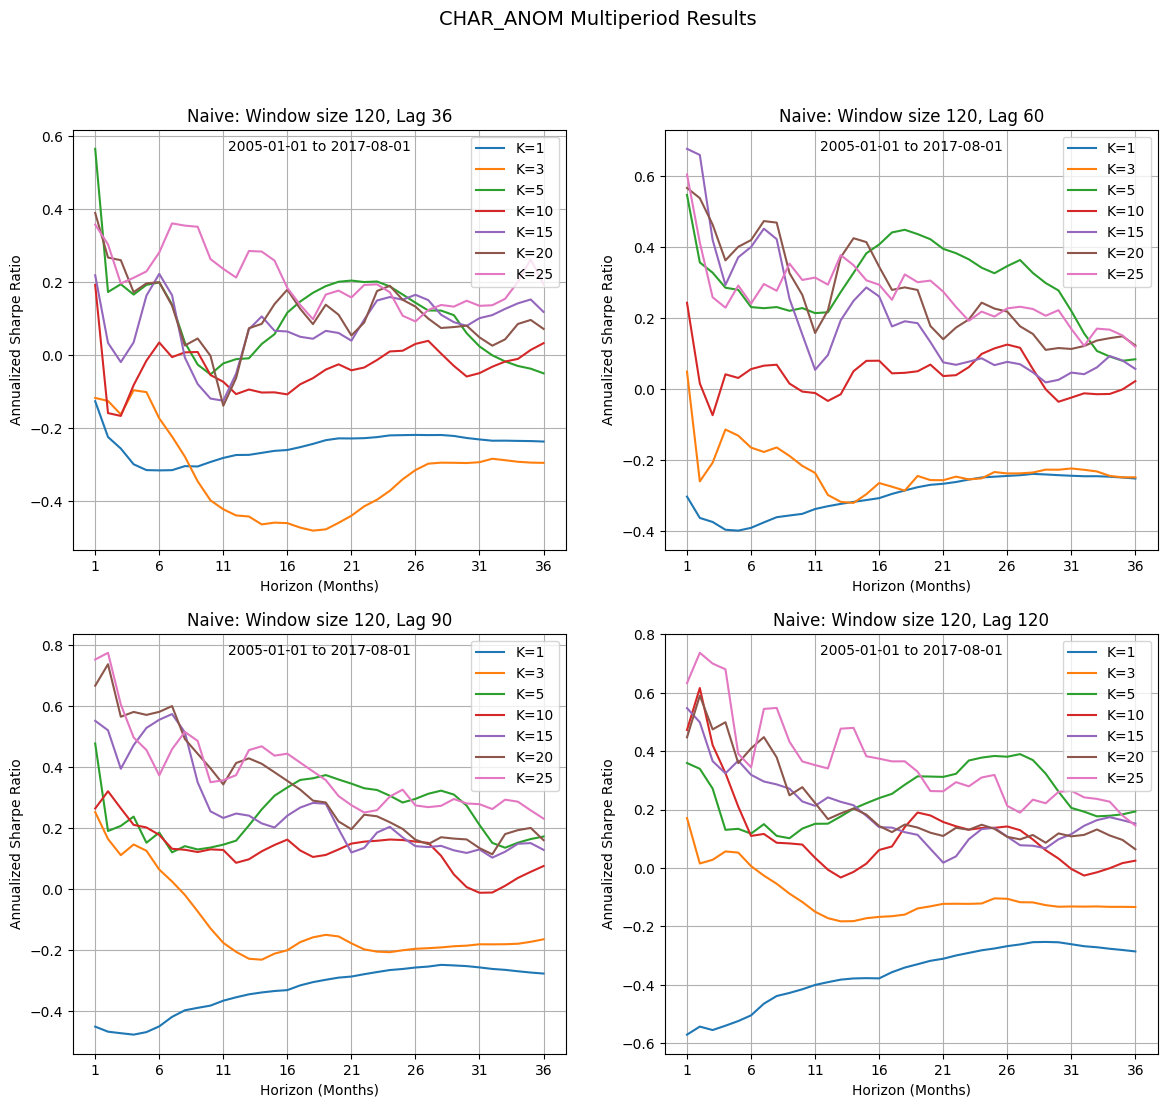 CHAR_ANOM Multiperiod Results
Naive: Window size 120, Lag 36
2005-01-01 to 2017-08-01
K=1
K=3
K=5
K=10
K=15
K=20
K=25
0.6
0.4
0.2
0.0
−0.2
−0.4
Annualized Sharpe Ratio
1
6
11
16
21
26
31
36
Horizon (Months)
Naive: Window size 120, Lag 60
2005-01-01 to 2017-08-01
K=1
K=3
K=5
K=10
K=15
K=20
K=25
0.6
0.4
0.2
0.0
−0.2
−0.4
Annualized Sharpe Ratio
1
6
11
16
21
26
31
36
Horizon (Months)
Naive: Window size 120, Lag 90
2005-01-01 to 2017-08-01
K=1
K=3
K=5
K=10
K=15
K=20
K=25
0.8
0.6
0.4
0.2
0.0
−0.2
−0.4
Annualized Sharpe Ratio
1
6
11
16
21
26
31
36
Horizon (Months)
Naive: Window size 120, Lag 120
2005-01-01 to 2017-08-01
K=1
K=3
K=5
K=10
K=15
K=20
K=25
0.8
0.6
0.4
0.2
0.0
−0.2
−0.4
−0.6
Annualized Sharpe Ratio
1
6
11
16
21
26
31
36
Horizon (Months)